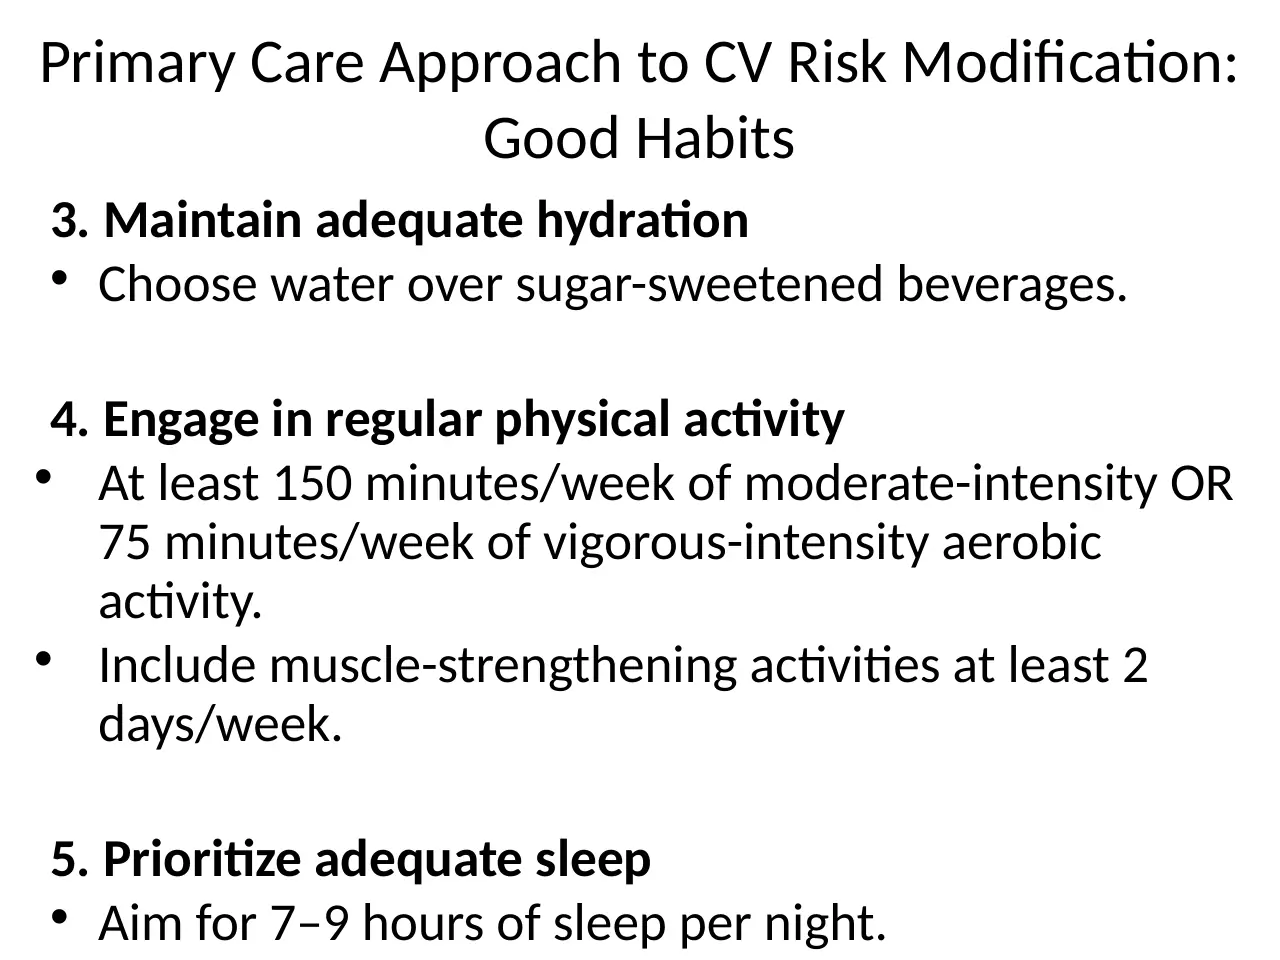 Primary Care Approach to CV Risk Modification:
Good Habits
3. Maintain adequate hydration
• Choose water over sugar-sweetened beverages.
4. Engage in regular physical activity
• At least 150 minutes/week of moderate-intensity OR
75 minutes/week of vigorous-intensity aerobic
activity.
• Include muscle-strengthening activities at least 2
days/week.
5. Prioritize adequate sleep
• Aim for 7–9 hours of sleep per night.